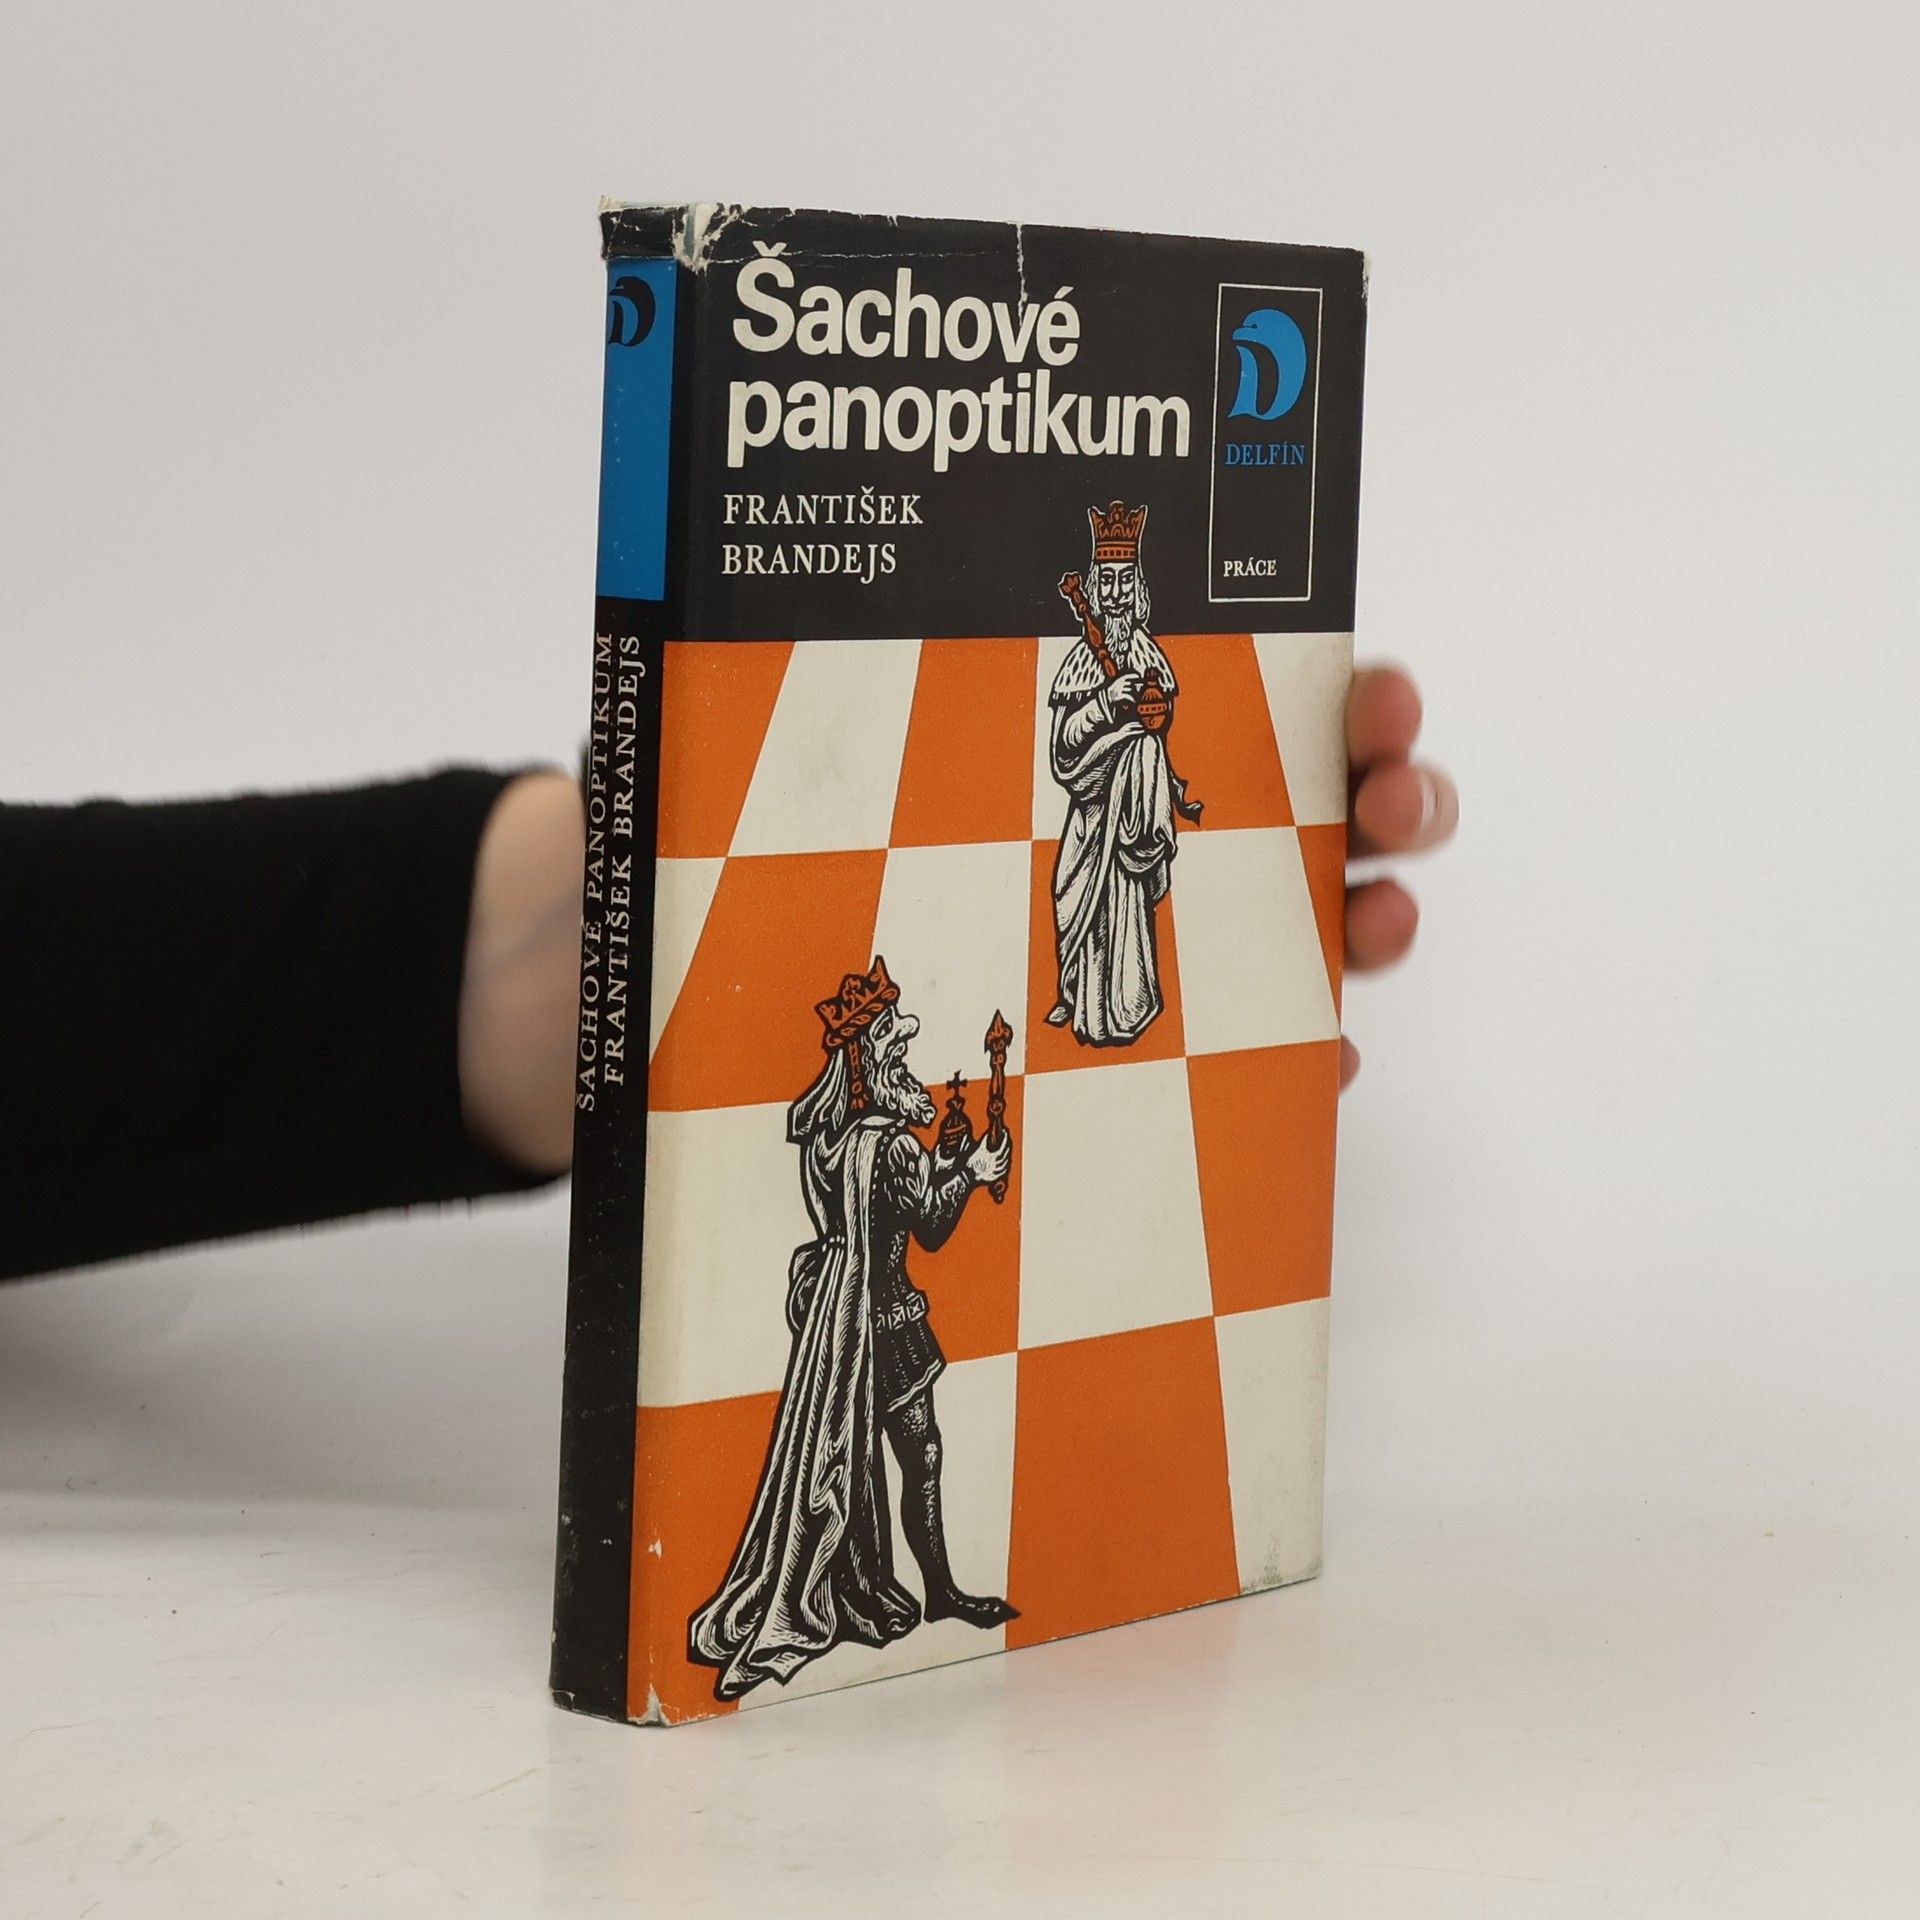 Šachové
panoptikum
FRANTIŠEK
BRANDEJS
D
DELFÍN
PRÁCE
D
ŠACHOVÉ PANOPTIKUM
FRANTIŠEK BRANDEJS